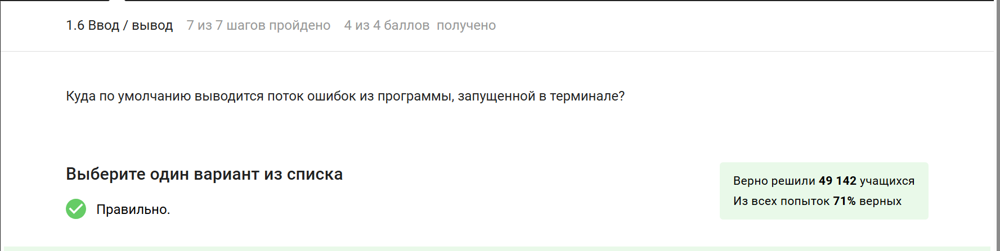 1.6 Ввод / вывод 7 из 7 шагов пройдено 4 из 4 баллов получено
Куда по умолчанию выводится поток ошибок из программы, запущенной в терминале?
Выберите один вариант из списка
Правильно.
Верно решили 49 142 учащихся
Из всех попыток 71% верных